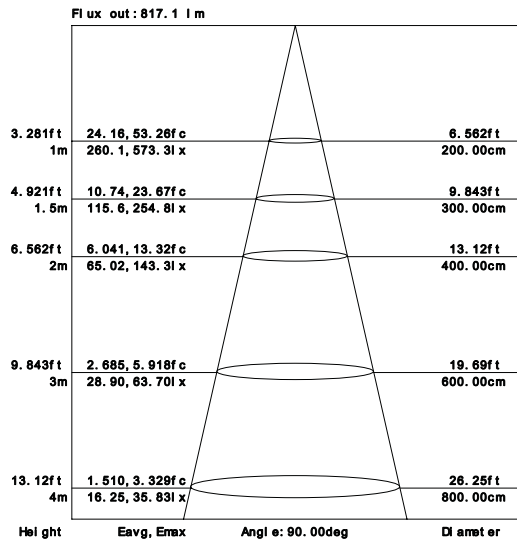 Flux out: 817.1 lm
3.281ft 24.16, 53.26fc 6.562ft
1m 260.1, 573.3lx 200.00cm
4.921ft 10.74, 23.67fc 9.843ft
1.5m 115.6, 254.8lx 300.00cm
6.562ft 6.041, 13.32fc 13.12ft
2m 65.02, 143.3lx 400.00cm
9.843ft 2.685, 5.918fc 19.69ft
3m 28.90, 63.70lx 600.00cm
13.12ft 1.510, 3.329fc 26.25ft
4m 16.25, 35.83lx 800.00cm
Height Eavg, Emax Angle: 90.00deg Diameter